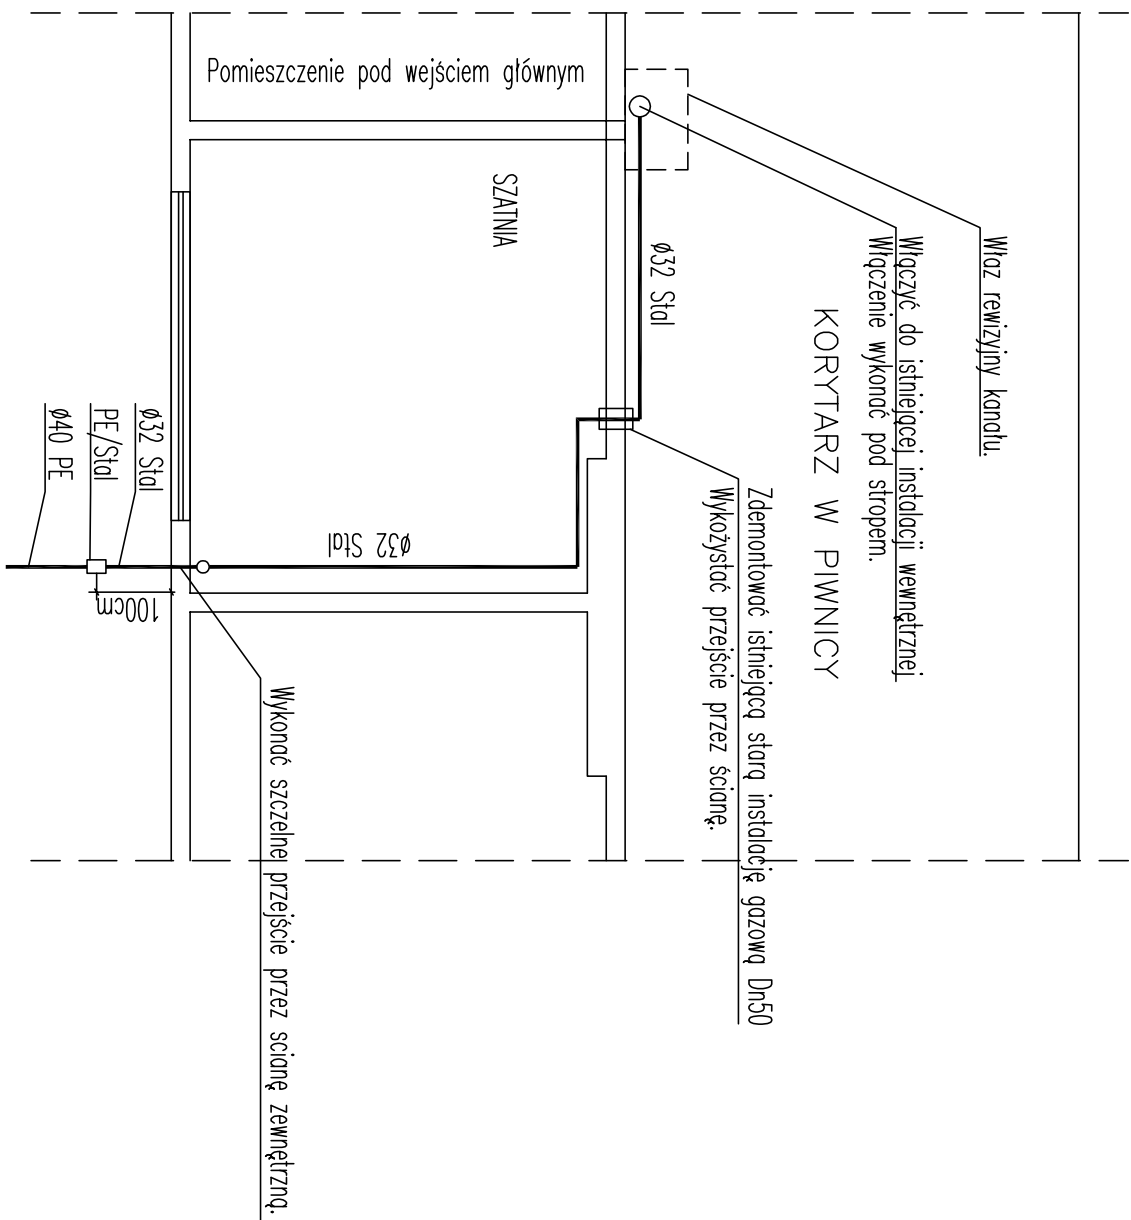 Pomieszczenie pod wejściem głównym
SZATNIA
ø32 Stal
Właz rewizyjny kanału.
Włączyć do istniejącej instalacji wewnętrznej
Włączenie wykonać pod stropem.
KORYTARZ W PIWNICY
Zdemontować istniejącą starą instalację gazową Dn50
Wykożystać przejście przez ścianę.
ø32 Stal
ø32 Stal
PE/Stal
ø40 PE
100cm
Wykonać szczelne przejście przez scianę zewnętrzną.